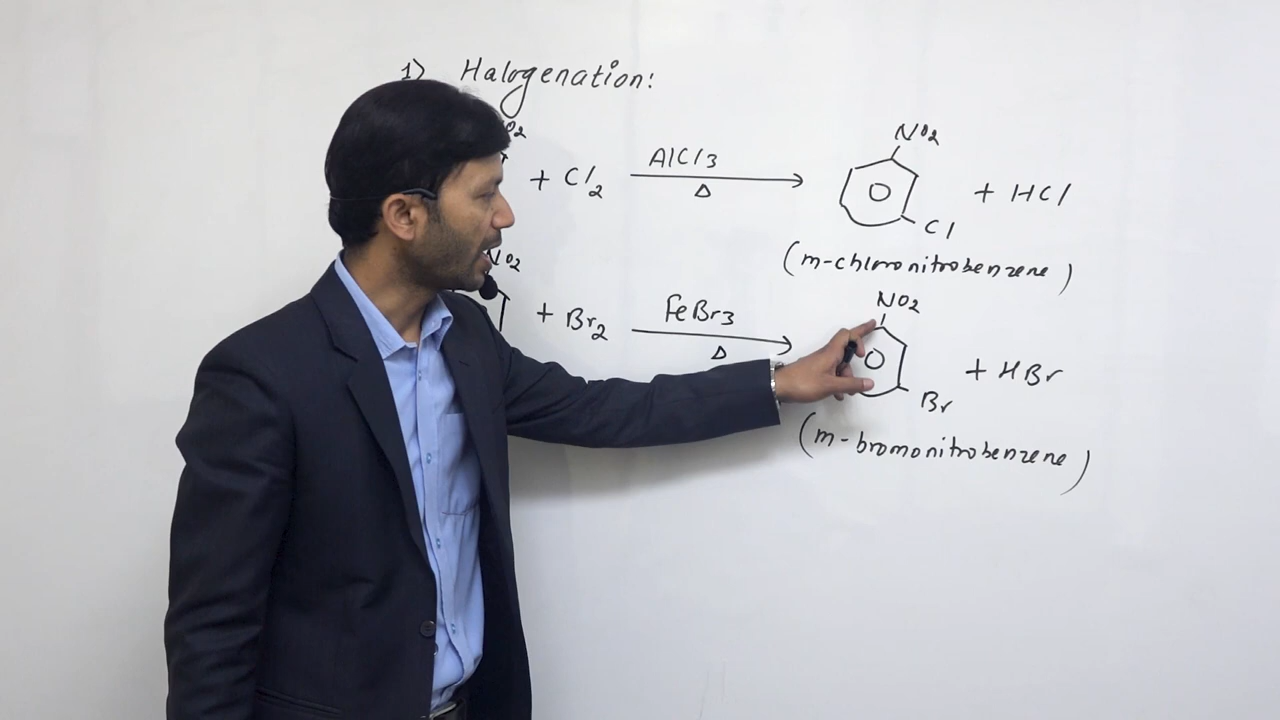 1) Halogenation:
NO2
NO2
+ Cl2 AlCl3 Δ → Cl + HCl
(m-chloronitrobenzene)
NO2
NO2
+ Br2 FeBr3 Δ → Br + HBr
(m-bromonitrobenzene)